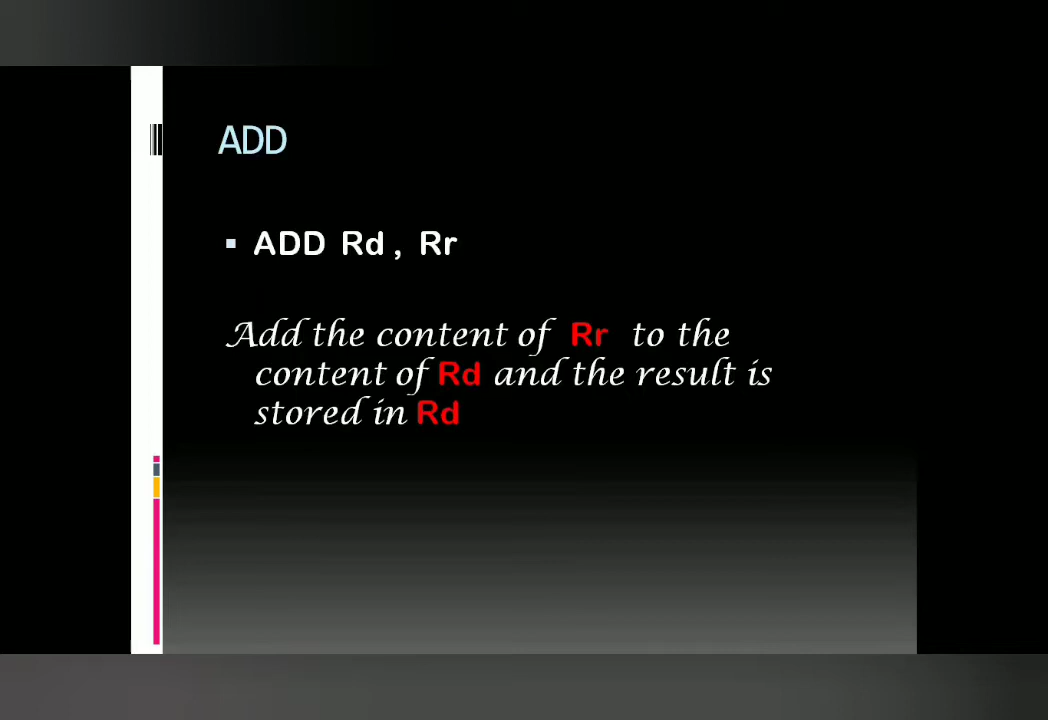 ADD
▪ ADD Rd , Rr
Add the content of Rr to the
content of Rd and the result is
stored in Rd